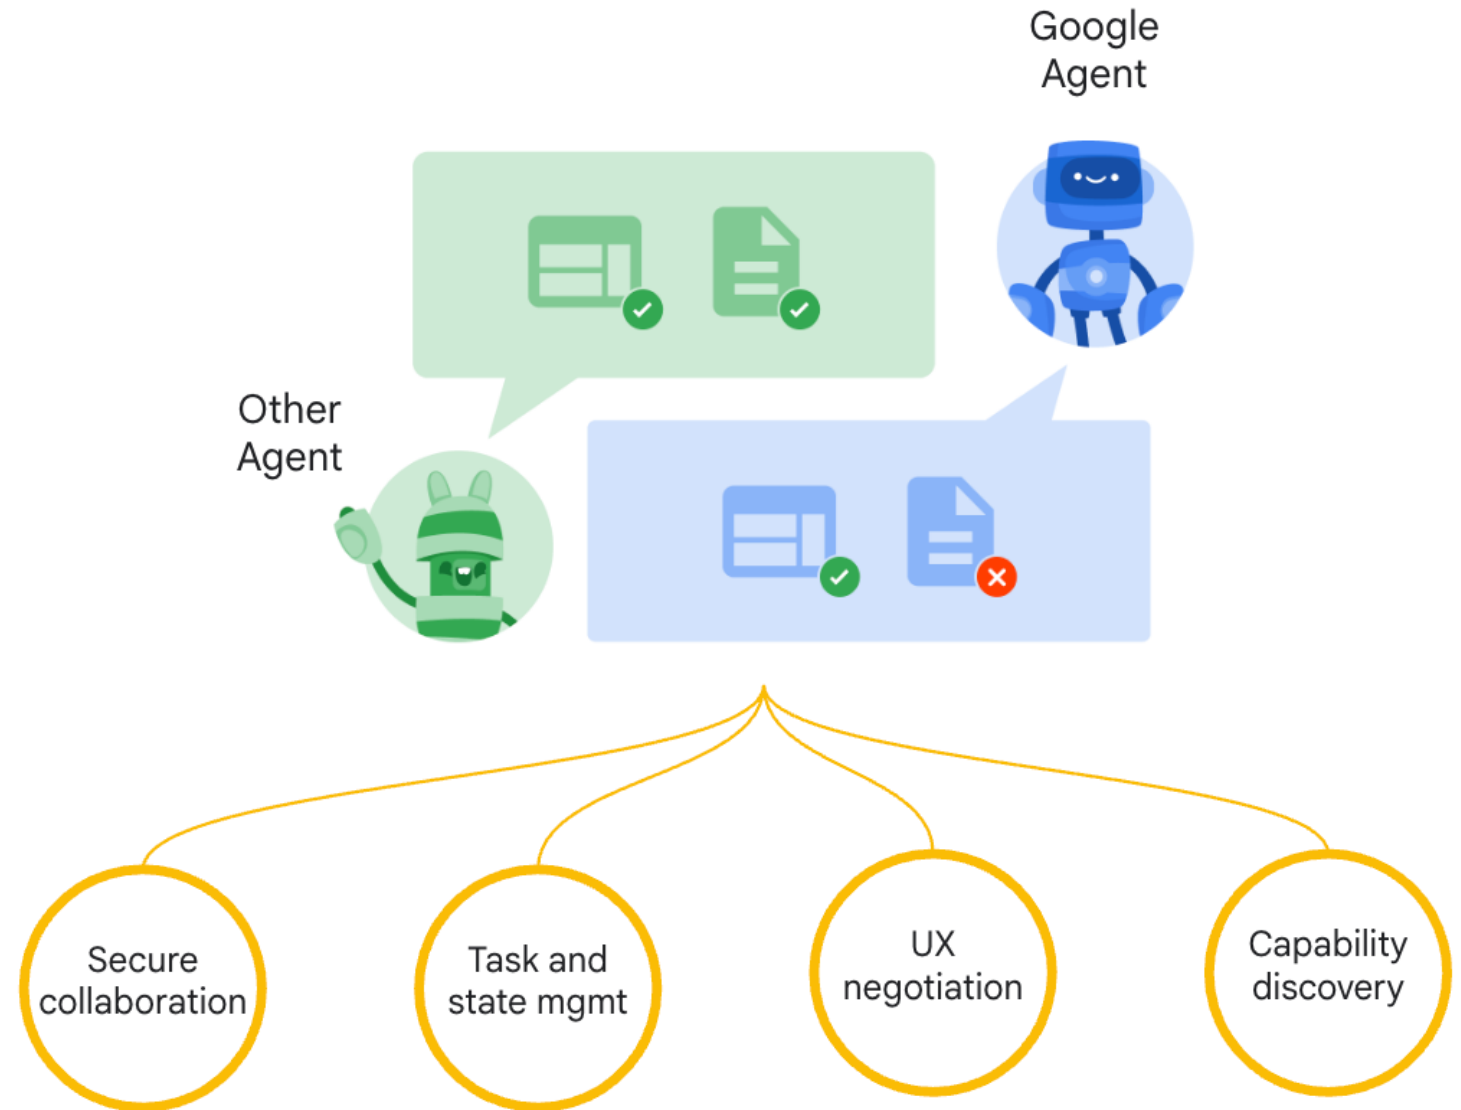 Google
Agent
Other
Agent
Secure
collaboration
Task and
state mgmt
UX
negotiation
Capability
discovery